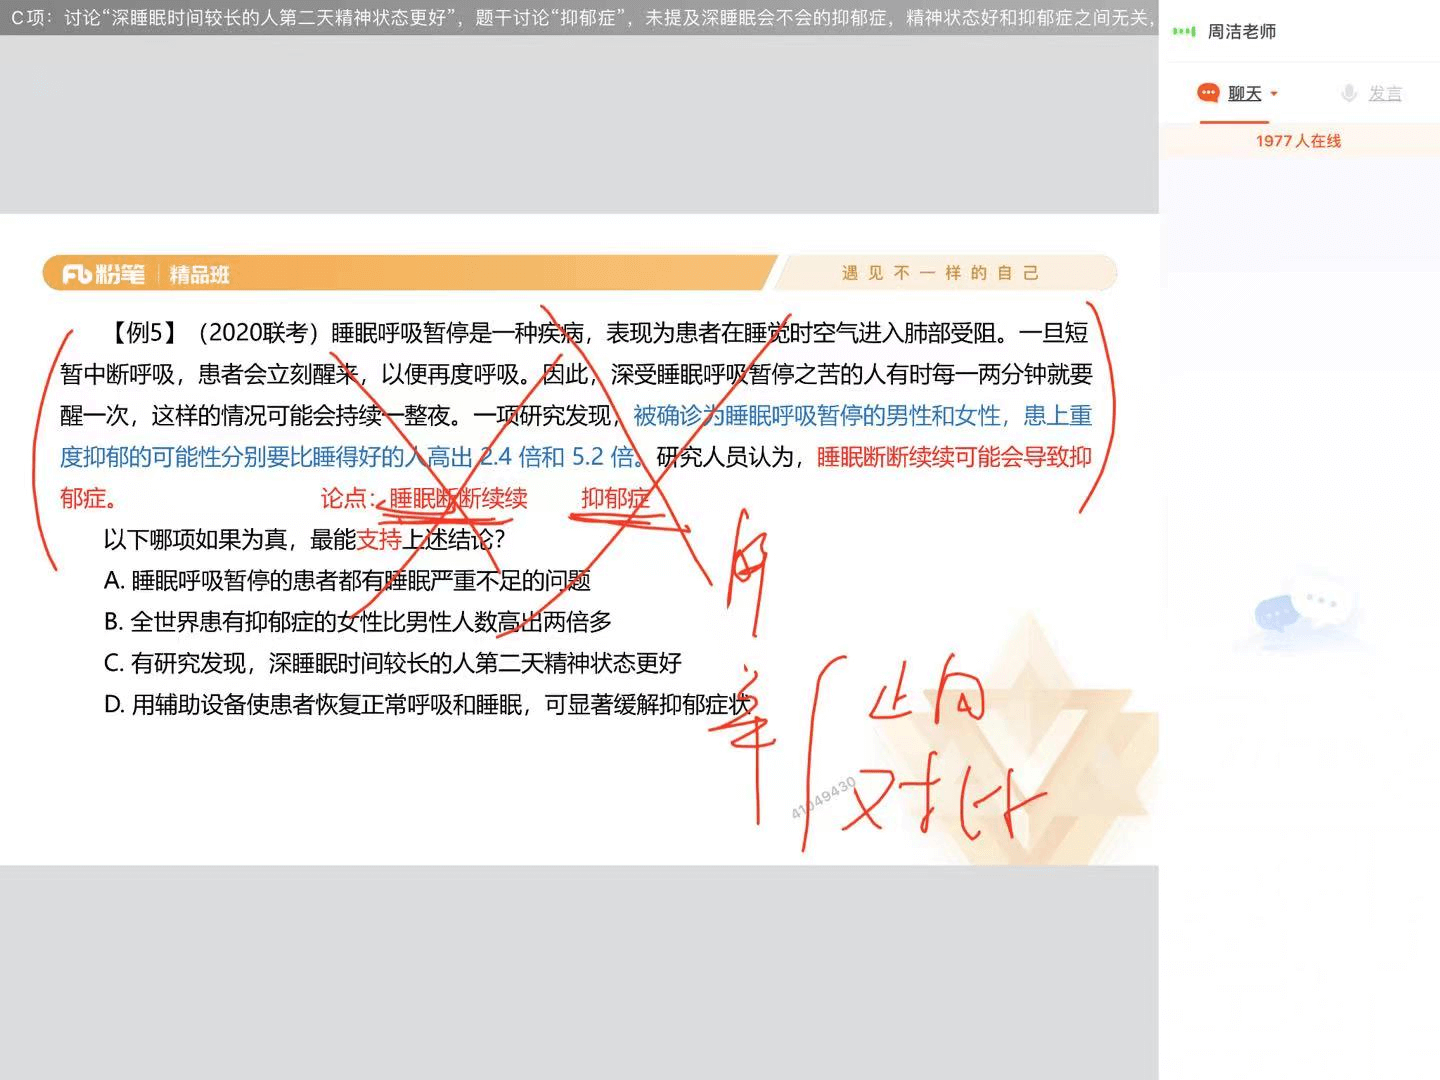 C项：讨论“深睡眠时间较长的人第二天精神状态更好”，题干讨论“抑郁症”，未提及深睡眠会不会的抑郁症，精神状态好和抑郁症之间无关，
周洁老师
聊天
发言
1977人在线
粉笔 精品班
遇见不一样的自己
【例5】（2020联考）睡眠呼吸暂停是一种疾病，表现为患者在睡觉时空气进入肺部受阻。一旦短
暂中断呼吸，患者会立刻醒来，以便再度呼吸。因此，深受睡眠呼吸暂停之苦的人有时每一两分钟就要
醒一次，这样的情况可能会持续一整夜。一项研究发现，被确诊为睡眠呼吸暂停的男性和女性，患上重
度抑郁的可能性分别要比睡得好的人高出 2.4 倍和 5.2 倍。研究人员认为，睡眠断断续续可能会导致抑
郁症。
论点：睡眠断断续续 抑郁症
以下哪项如果为真，最能支持上述结论？
A. 睡眠呼吸暂停的患者都有睡眠严重不足的问题
B. 全世界患有抑郁症的女性比男性人数高出两倍多
C. 有研究发现，深睡眠时间较长的人第二天精神状态更好
D. 用辅助设备使患者恢复正常呼吸和睡眠，可显著缓解抑郁症状
41049430
对比